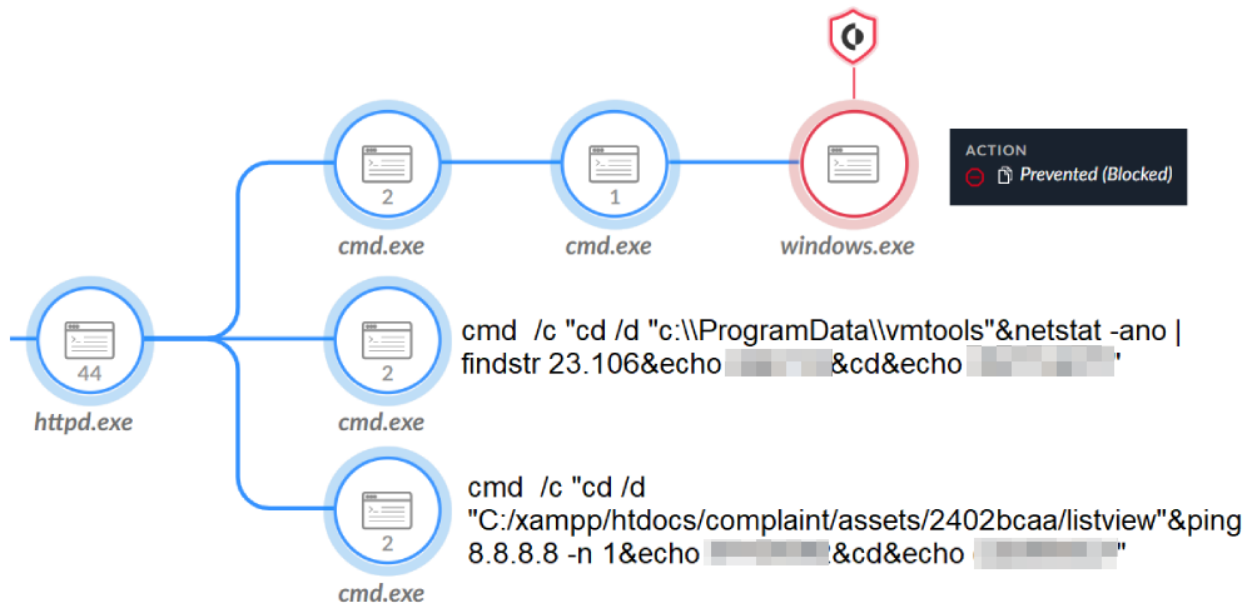 ACTION
Prevented (Blocked)
2
1
cmd.exe
cmd.exe
windows.exe
cmd  /c "cd /d "c:\\ProgramData\\vmtools"&netstat -ano |
findstr 23.106&echo &cd&echo "
44
2
httpd.exe
cmd.exe
cmd  /c "cd /d
"C:/xampp/htdocs/complaint/assets/2402bcaa/listview"&ping
8.8.8.8 -n 1&echo &cd&echo "
2
cmd.exe